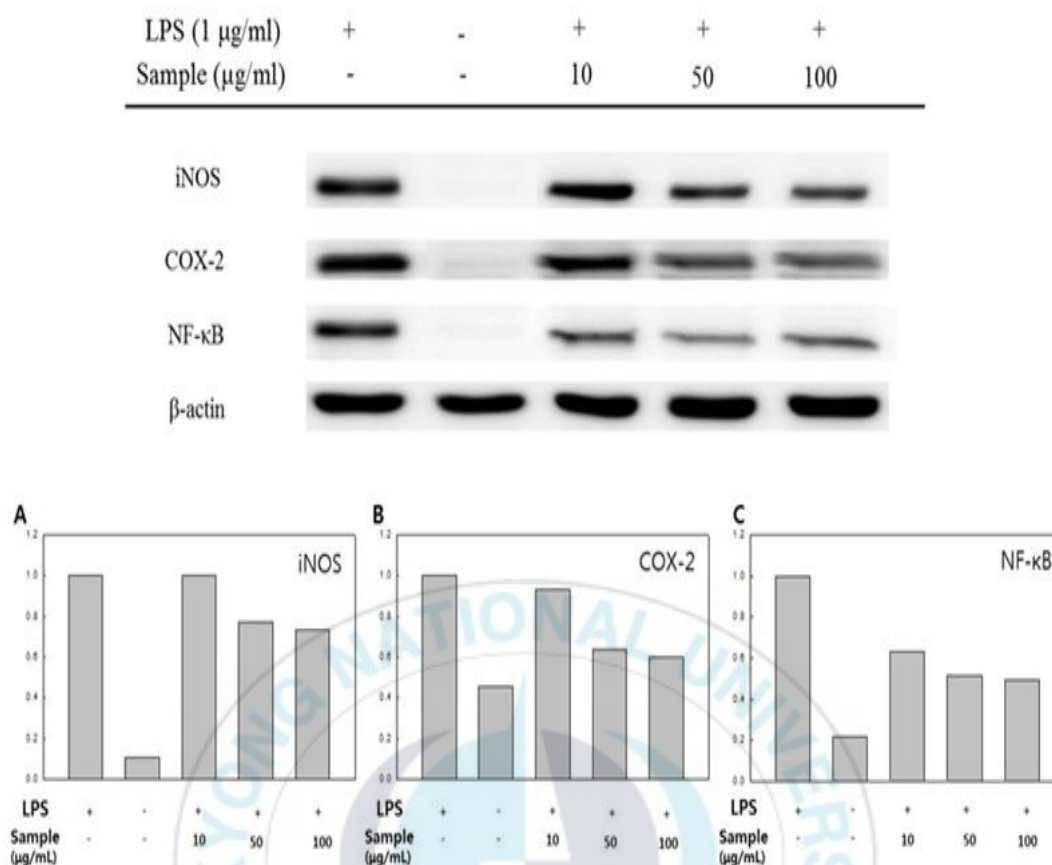 LPS (1 μg/ml) + - + + +
Sample (μg/ml) - - 10 50 100
iNOS
COX-2
NF-κB
β-actin
A
iNOS
1.2
1.0
0.8
0.6
0.4
0.2
0.0
LPS + - + + +
Sample - - 10 50 100
(μg/mL)
B
COX-2
1.2
1.0
0.8
0.6
0.4
0.2
0.0
LPS + - + + +
Sample - - 10 50 100
(μg/mL)
C
NF-κB
1.2
1.0
0.8
0.6
0.4
0.2
0.0
LPS + - + + +
Sample - - 10 50 100
(μg/mL)
KYONG NATIONAL UNIVERS